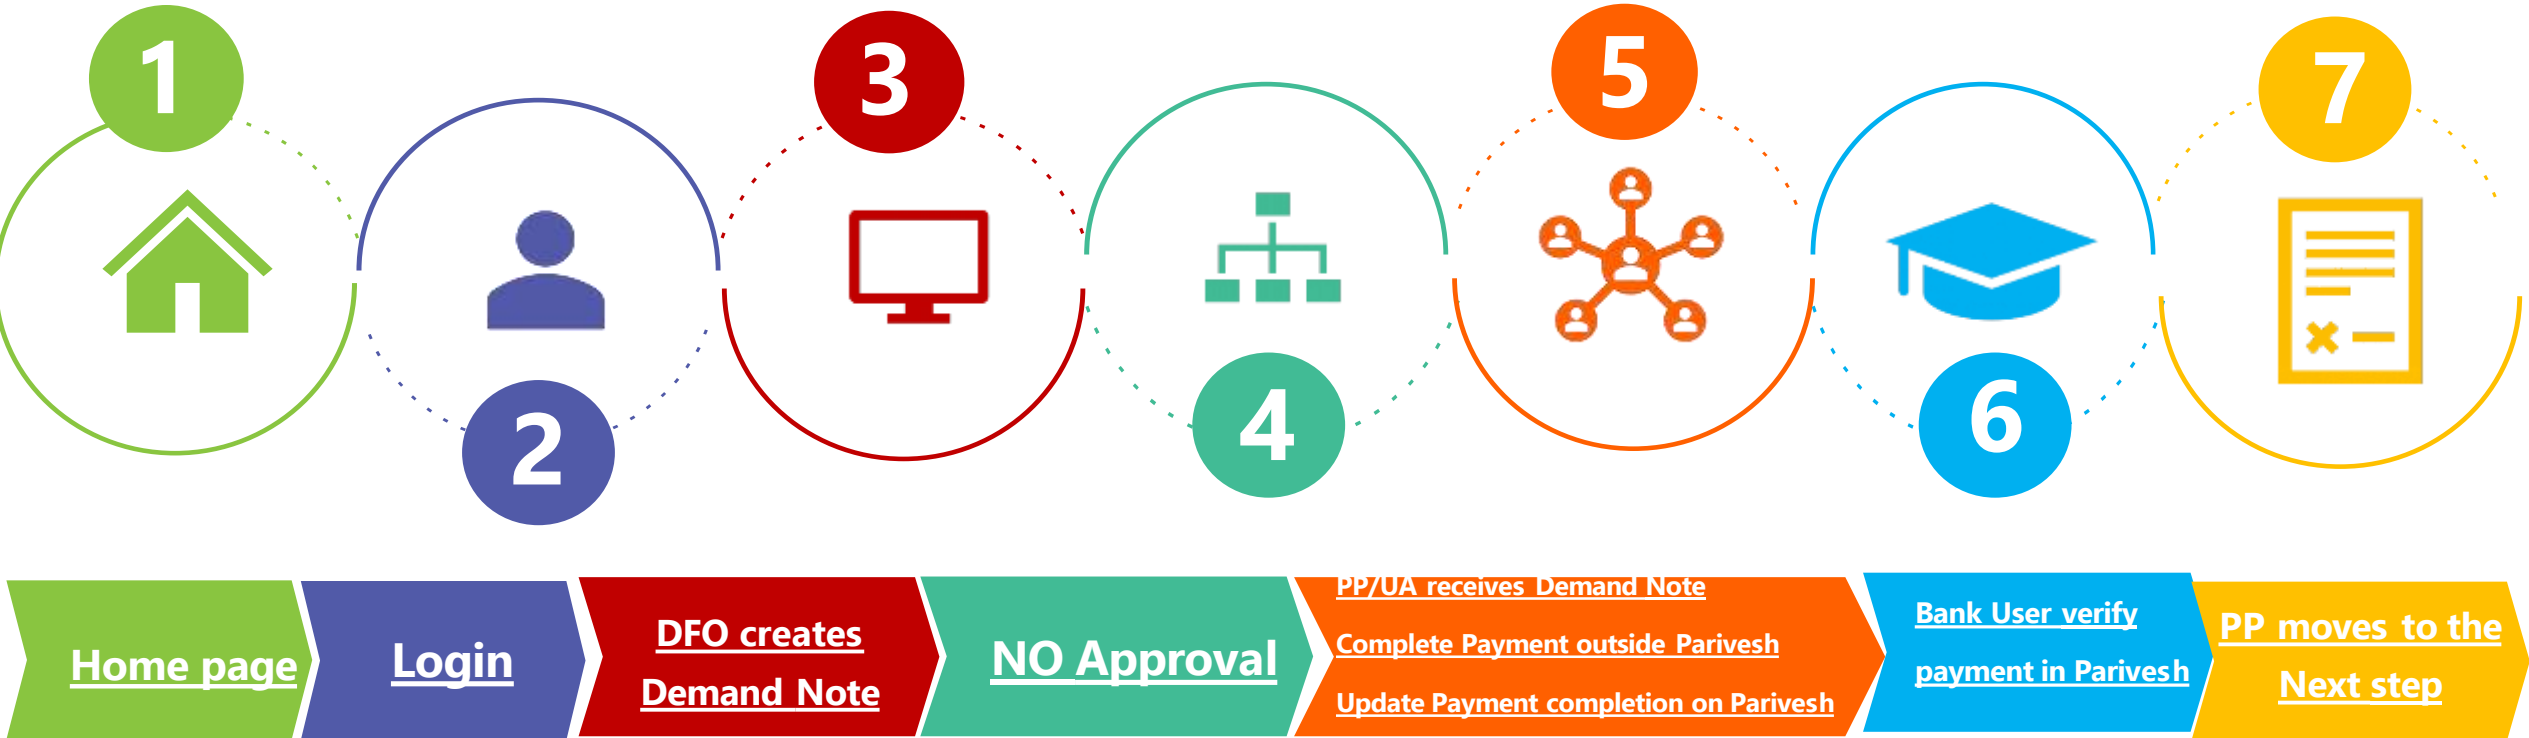 1
2
3
4
5
6
7
Home page
Login
DFO creates
Demand Note
NO Approval
PP/UA receives Demand Note
Complete Payment outside Parivesh
Update Payment completion on Parivesh
Bank User verify
payment in Parivesh
PP moves to the
Next step